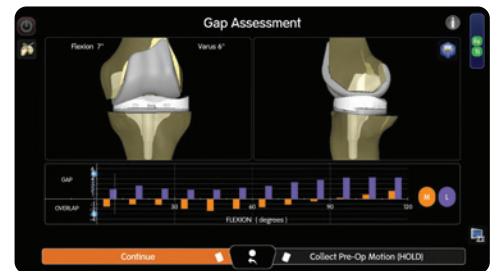 Gap Assessment
i
Flexion 7°
Varus 6°
GAP
OVERLAP
30
60
90
120
FLEXION ( degrees )
M
L
Continue
Collect Pre-Op Motion (HOLD)